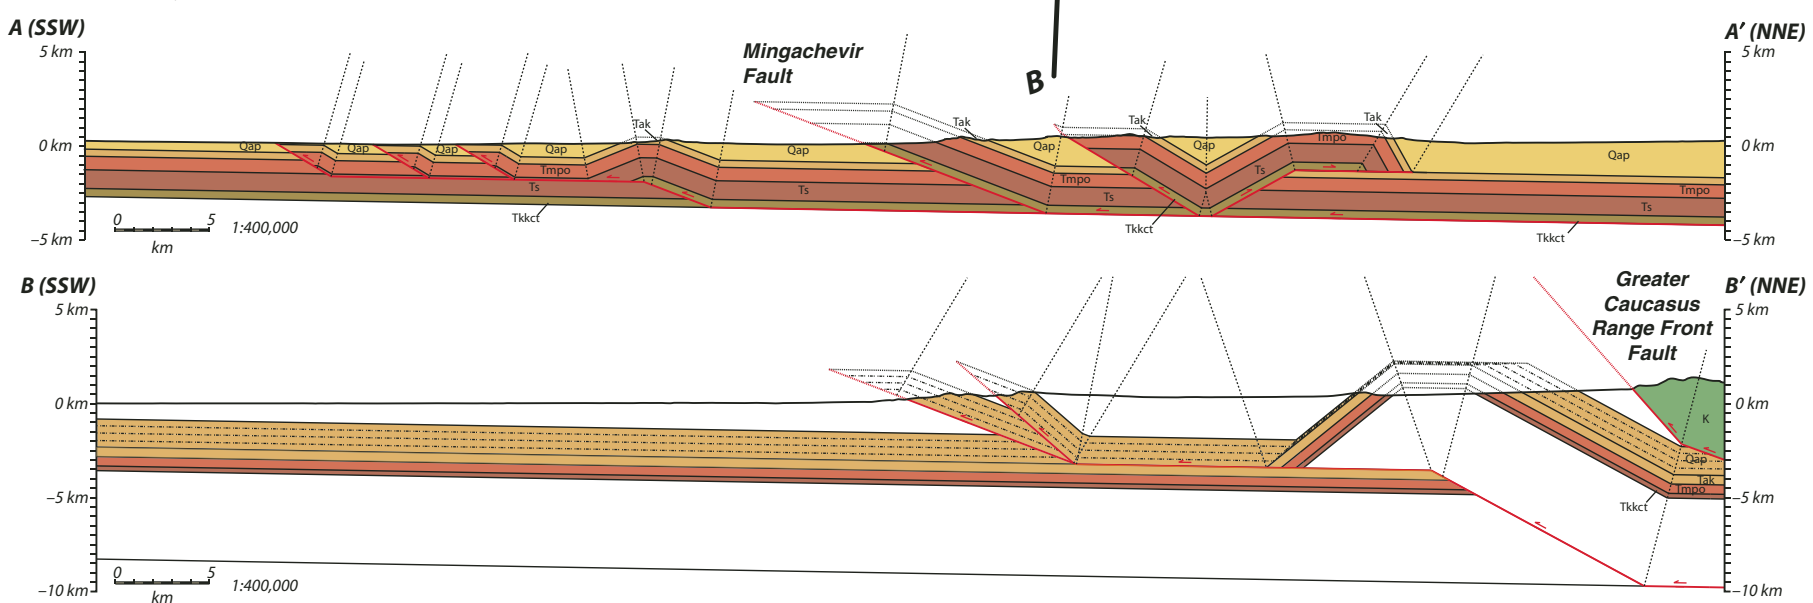 A (SSW)
A′ (NNE)
5 km
5 km
Mingachevir
Fault
B
Tak
Tak
Tak
Tak
0 km
0 km
Qap
Qap
Qap
Qap
Qap
Qap
Qap
Qap
Tmpo
Tmpo
Tmpo
Tmpo
Ts
Ts
Ts
Ts
Ts
Tkkct
Tkkct
Tkkct
–5 km
–5 km
0 5
km
1:400,000
B (SSW)
B′ (NNE)
5 km
5 km
Greater
Caucasus
Range Front
Fault
0 km
0 km
K
Qap
Tak
Tmpo
Tkkct
–5 km
–5 km
0 5
km
1:400,000
–10 km
–10 km